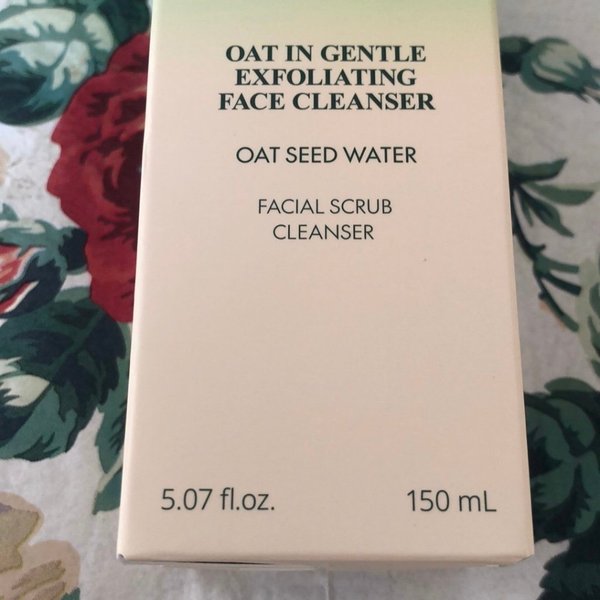 OAT IN GENTLE
EXFOLIATING
FACE CLEANSER
OAT SEED WATER
FACIAL SCRUB
CLEANSER
5.07 fl.oz. 150 mL